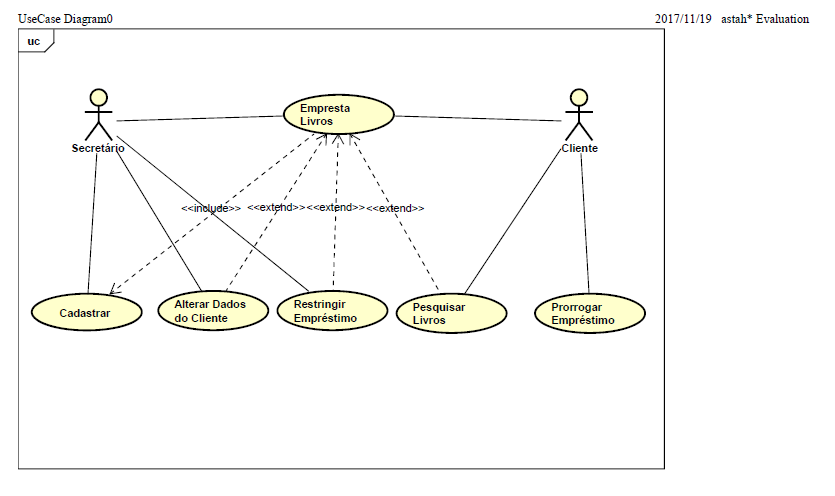 UseCase Diagram0
2017/11/19 astah* Evaluation
uc
Empresta
Livros
Secretário
Cliente
<<include>>
<<extend>>
<<extend>>
<<extend>>
Cadastrar
Alterar Dados
do Cliente
Restringir
Empréstimo
Pesquisar
Livros
Prorrogar
Empréstimo